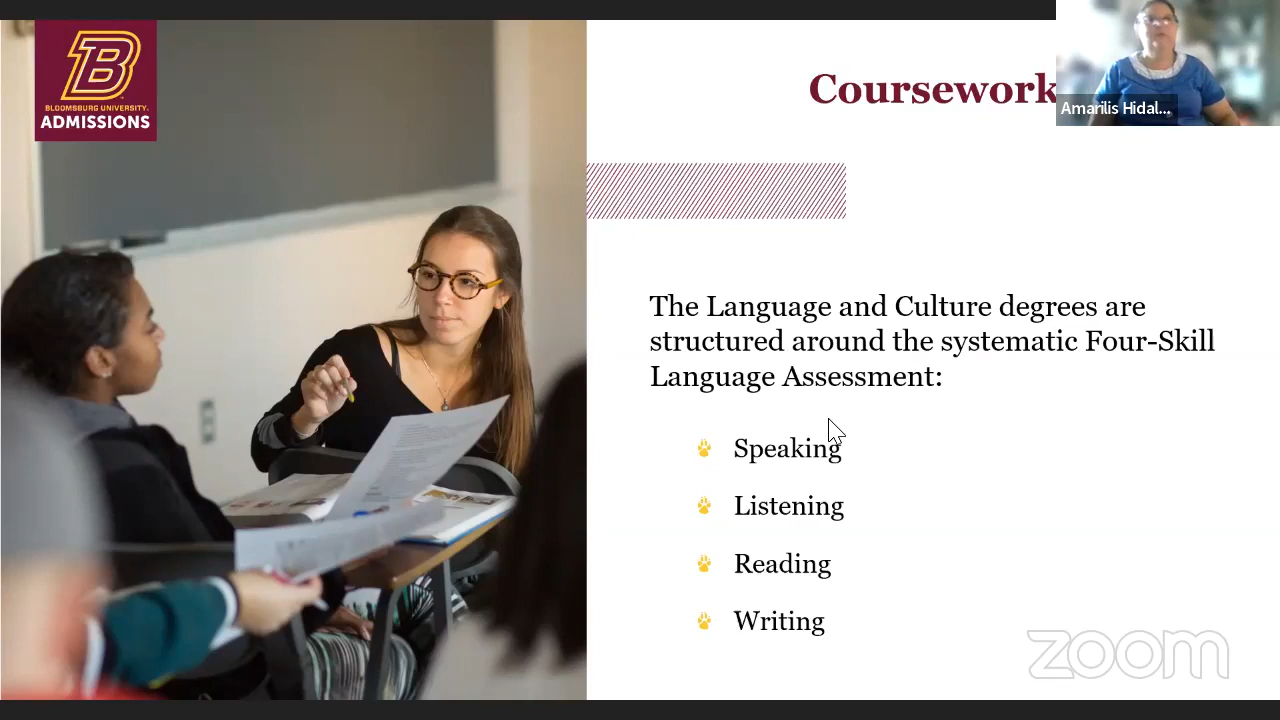 B
BLOOMSBURG UNIVERSITY.
ADMISSIONS
Coursework
Amarilis Hidal...
The Language and Culture degrees are
structured around the systematic Four-Skill
Language Assessment:
Speaking
Listening
Reading
Writing
zoom